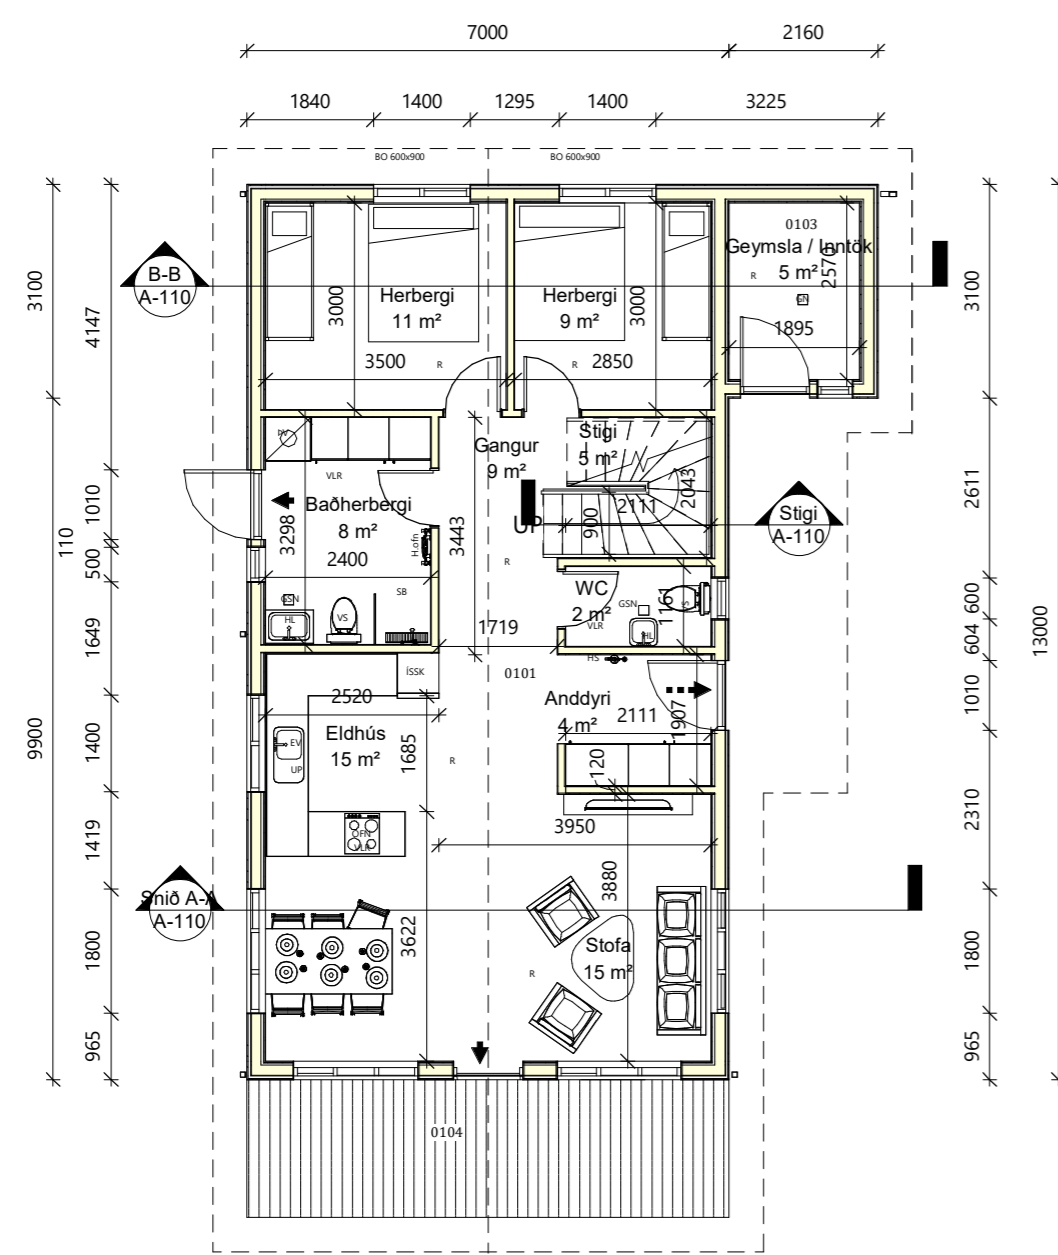 7000
2160
1840
1400
1295
1400
3225
BO 600x900
BO 600x900
B-B
A-110
3100
4147
3100
0103
Geymsla / Inntök
5 m²
R
2570
GN
1895
Herbergi
11 m²
3000
3500
R
Herbergi
9 m²
3000
2850
R
Gangur
9 m²
Stigi
5 m²
2043
2111
UP
900
Stigi
A-110
2611
1010
110
500
VLR
Baðherbergi
8 m²
3298
2400
H.ofn
3443
R
GSN
HL
VS
SB
1649
1719
WC
2 m²
GSN
VLR
HL
VS
1161
600
604
13000
HS
0101
ÍSSK
2520
Eldhús
15 m²
EV
UP
1685
R
Anddyri
4 m²
2111
1907
1010
120
9900
1400
1419
OFN
VLR
3950
3880
2310
Snið A-A
A-110
3622
Stofa
15 m²
R
1800
1800
965
965
0104